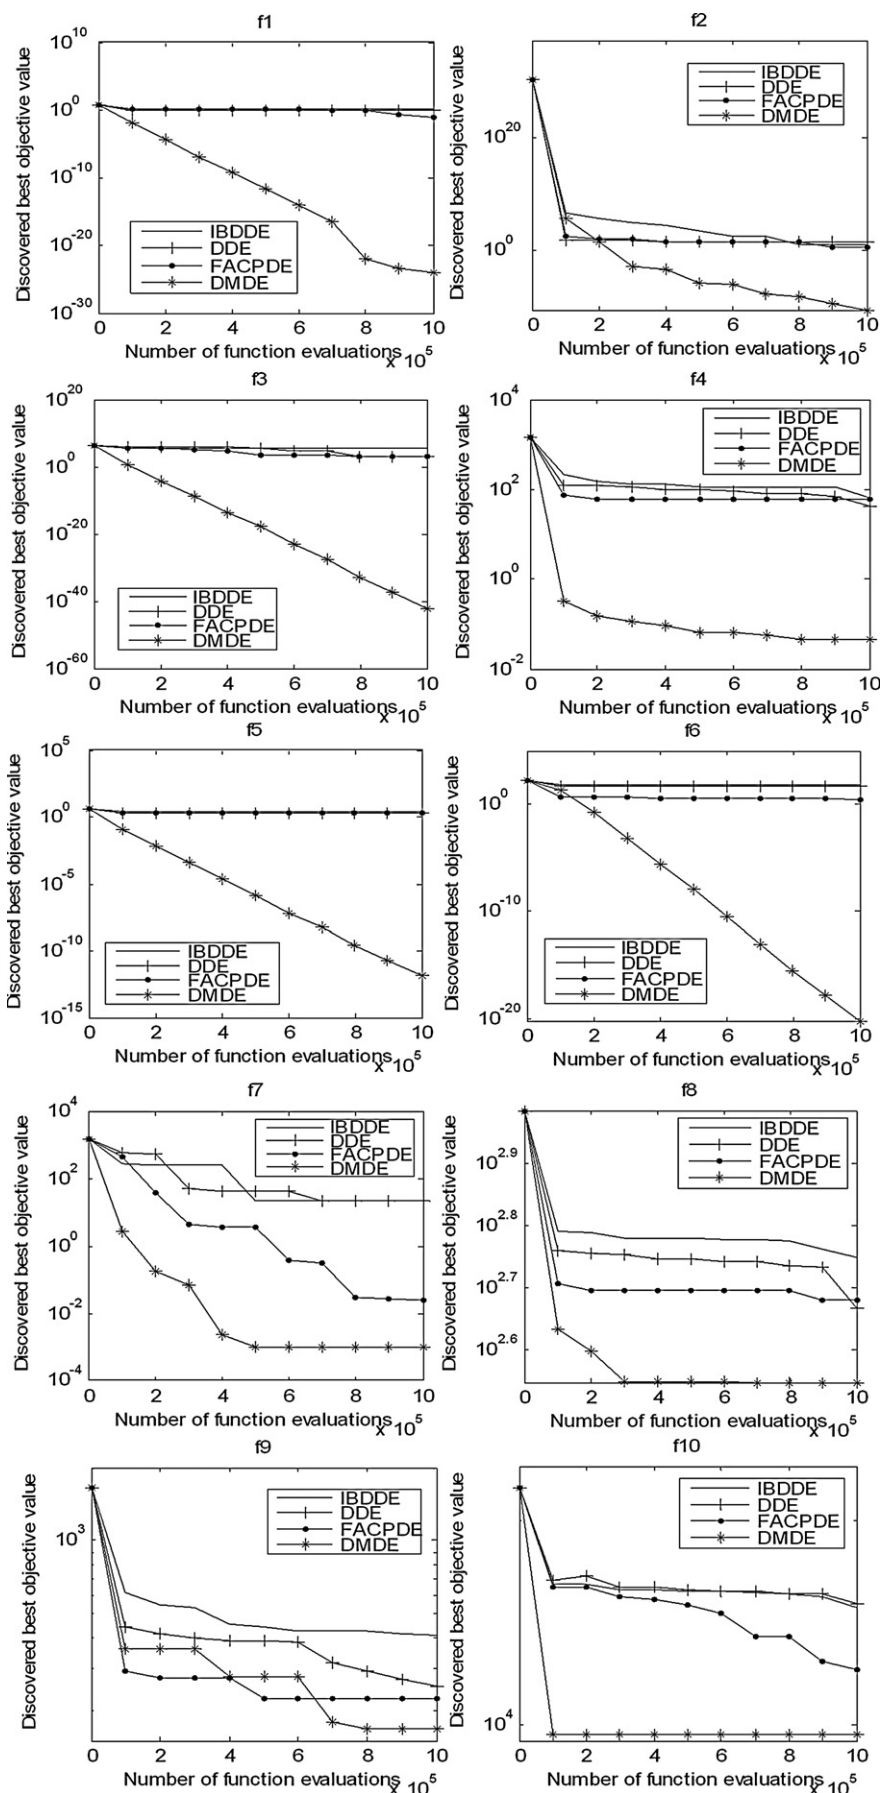 f1
Discovered best objective value
10^10
10^0
10^-10
10^-20
10^-30
IBDDE
DDE
FACPDE
DMDE
0 2 4 6 8 10
Number of function evaluations × 10^5
f2
Discovered best objective value
10^20
10^0
IBDDE
DDE
FACPDE
DMDE
0 2 4 6 8 10
Number of function evaluations × 10^5
f3
Discovered best objective value
10^20
10^0
10^-20
10^-40
10^-60
IBDDE
DDE
FACPDE
DMDE
0 2 4 6 8 10
Number of function evaluations × 10^5
f4
Discovered best objective value
10^4
10^2
10^0
10^-2
IBDDE
DDE
FACPDE
DMDE
0 2 4 6 8 10
Number of function evaluations × 10^5
f5
Discovered best objective value
10^5
10^0
10^-5
10^-10
10^-15
IBDDE
DDE
FACPDE
DMDE
0 2 4 6 8 10
Number of function evaluations × 10^5
f6
Discovered best objective value
10^0
10^-10
10^-20
IBDDE
DDE
FACPDE
DMDE
0 2 4 6 8 10
Number of function evaluations × 10^5
f7
Discovered best objective value
10^4
10^2
10^0
10^-2
10^-4
IBDDE
DDE
FACPDE
DMDE
0 2 4 6 8 10
Number of function evaluations × 10^5
f8
Discovered best objective value
10^2.9
10^2.8
10^2.7
10^2.6
IBDDE
DDE
FACPDE
DMDE
0 2 4 6 8 10
Number of function evaluations × 10^5
f9
Discovered best objective value
10^3
IBDDE
DDE
FACPDE
DMDE
0 2 4 6 8 10
Number of function evaluations × 10^5
f10
Discovered best objective value
10^4
IBDDE
DDE
FACPDE
DMDE
0 2 4 6 8 10
Number of function evaluations × 10^5